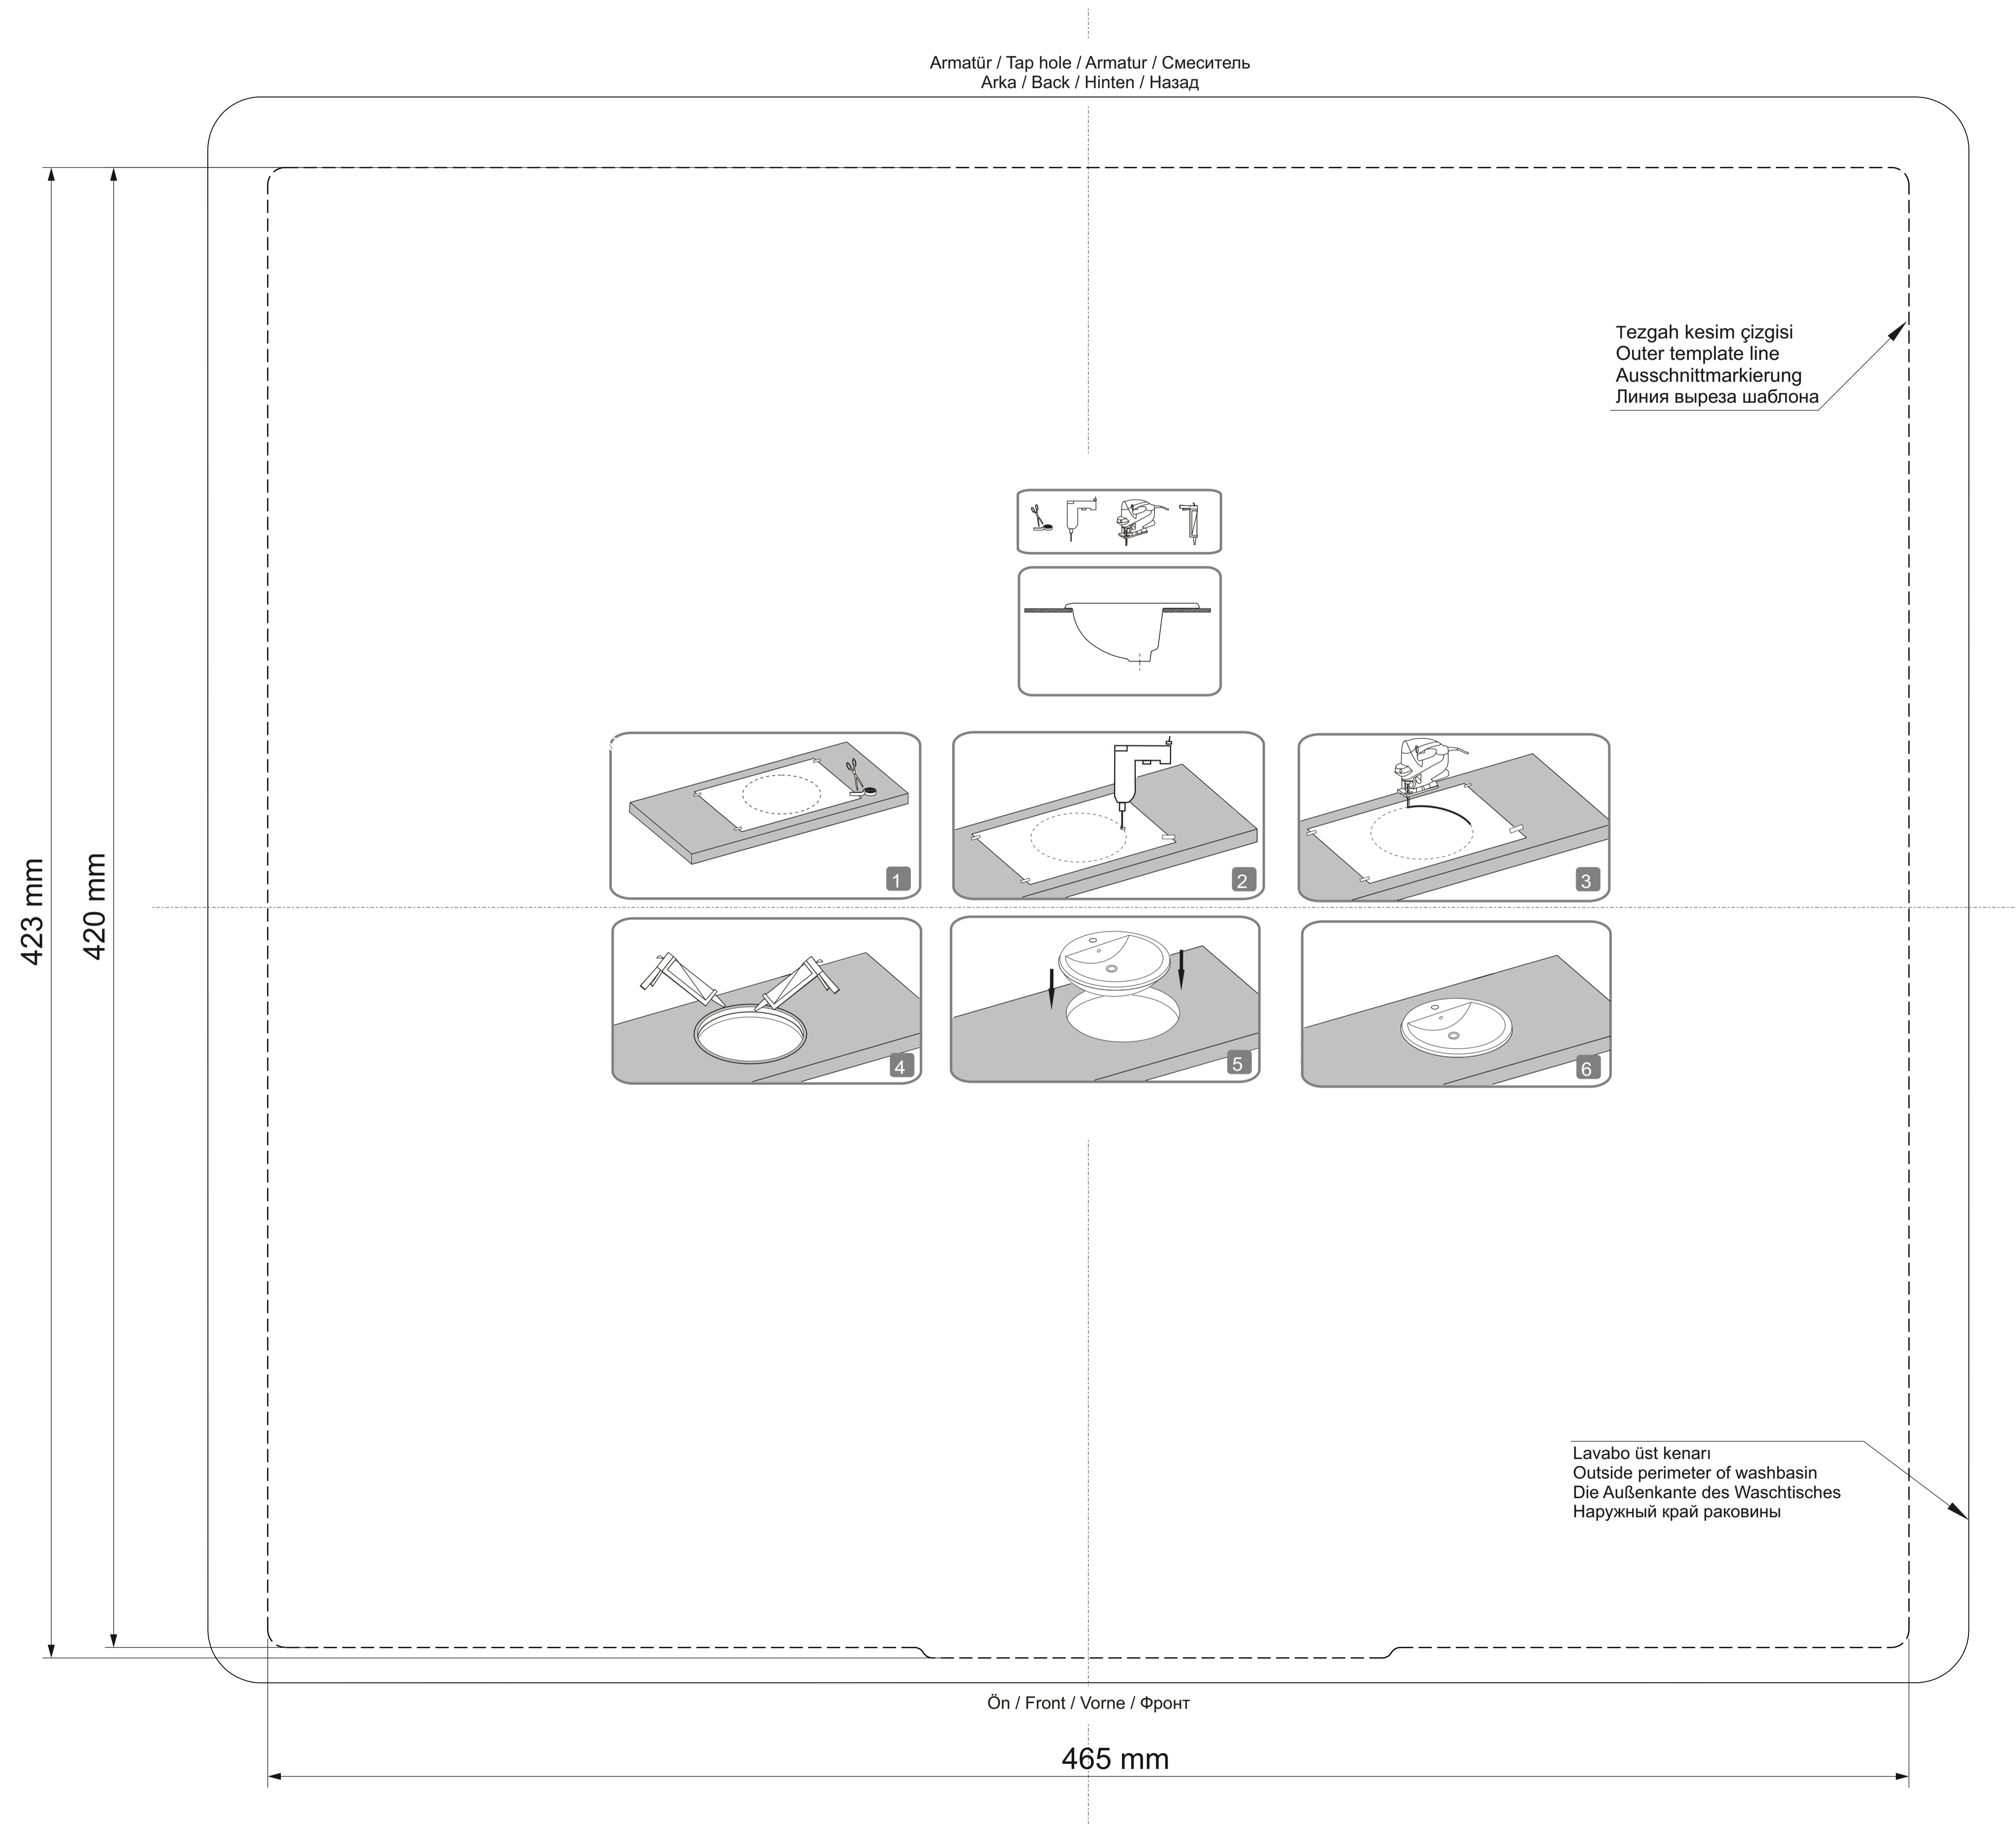 Armatür / Tap hole / Armatur / Смеситель
Arka / Back / Hinten / Назад
Tezgah kesim çizgisi
Outer template line
Ausschnittmarkierung
Линия выреза шаблона
1
2
3
423 mm
420 mm
4
5
6
Lavabo üst kenarı
Outside perimeter of washbasin
Die Außenkante des Waschtisches
Наружный край раковины
Ön / Front / Vorne / Фронт
465 mm